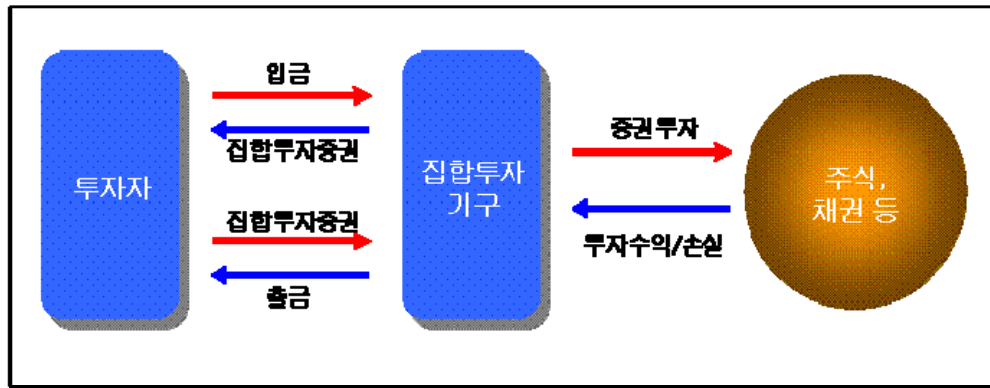 투자자
입금
집합투자증권
집합투자증권
출금
집합투자
기구
증권투자
투자수익/손실
주식,
채권 등